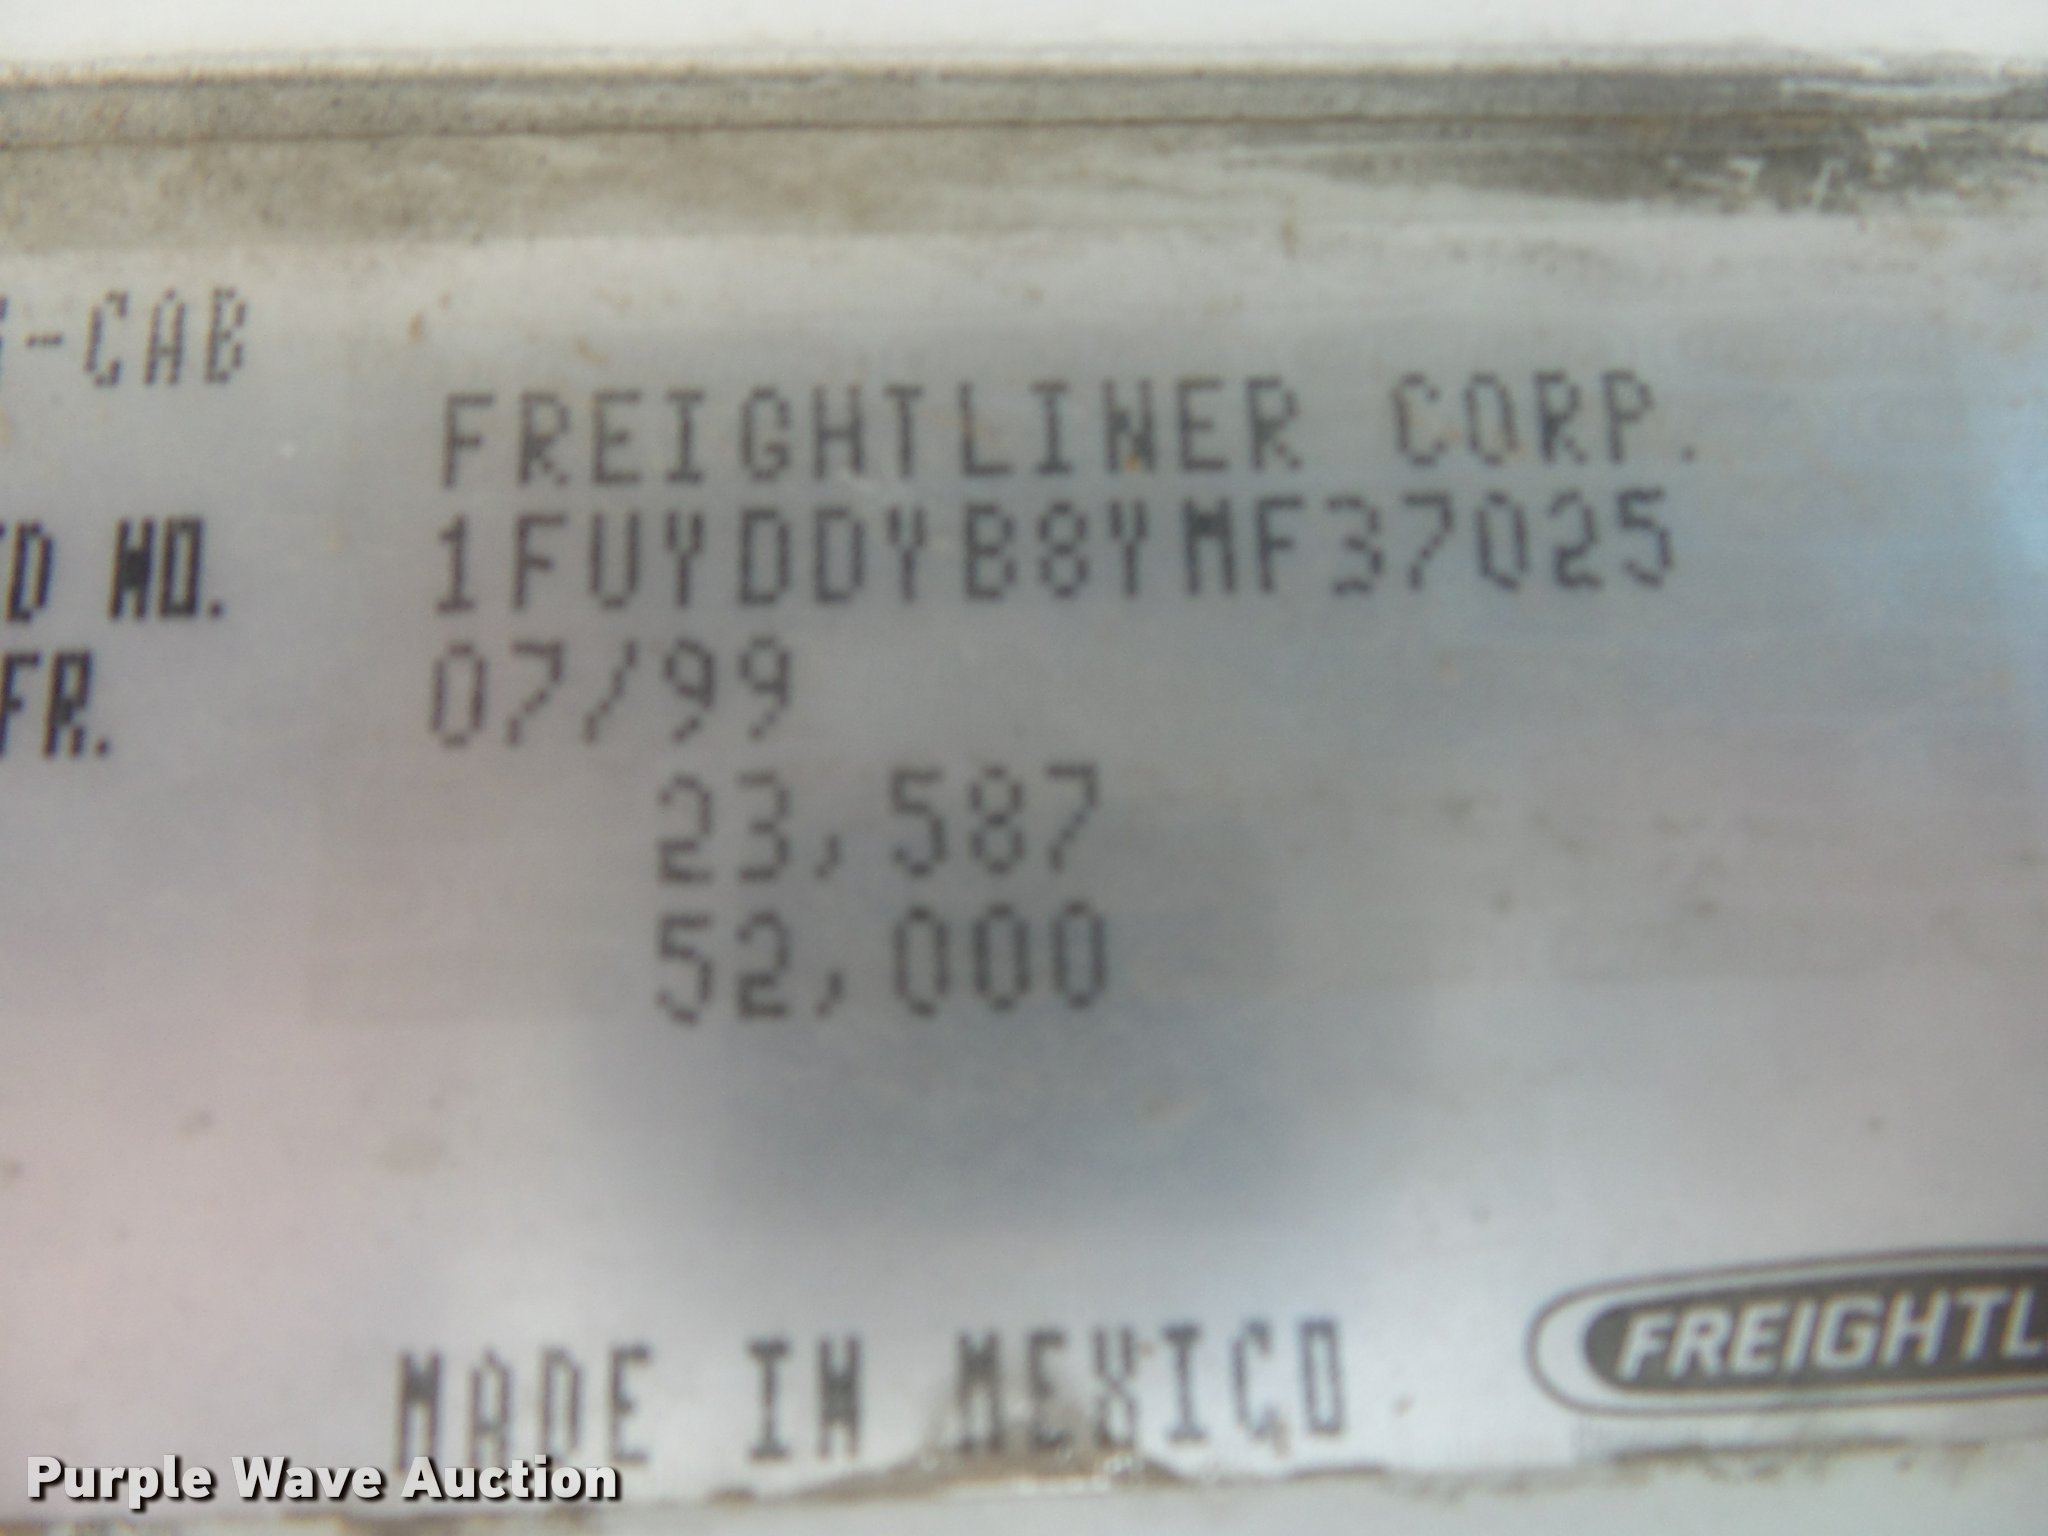 -CAB
FREIGHTLINER CORP.
D NO. 1FUYDDYB8YMF37025
FR. 07/99
23,587
52,000
MADE IN MEXICO
FREIGHTL
Purple Wave Auction